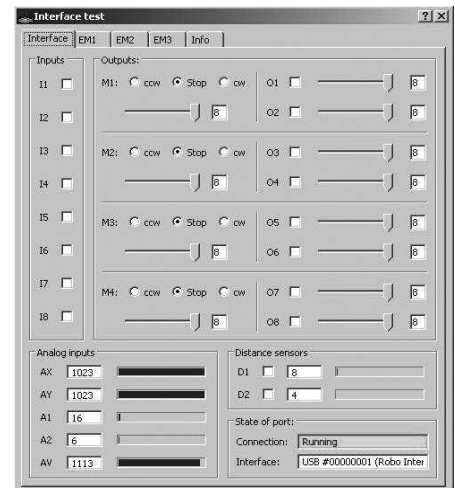 Interface test
Interface EM1 EM2 EM3 Info
Inputs
I1
I2
I3
I4
I5
I6
I7
I8
Outputs:
M1: ccw Stop cw
8
O1 8
O2 8
M2: ccw Stop cw
8
O3 8
O4 8
M3: ccw Stop cw
8
O5 8
O6 8
M4: ccw Stop cw
8
O7 8
O8 8
Analog inputs
AX 1023
AY 1023
A1 16
A2 6
AV 1113
Distance sensors
D1 8
D2 4
State of port:
Connection: Running
Interface: USB #00000001 (Robo Inter